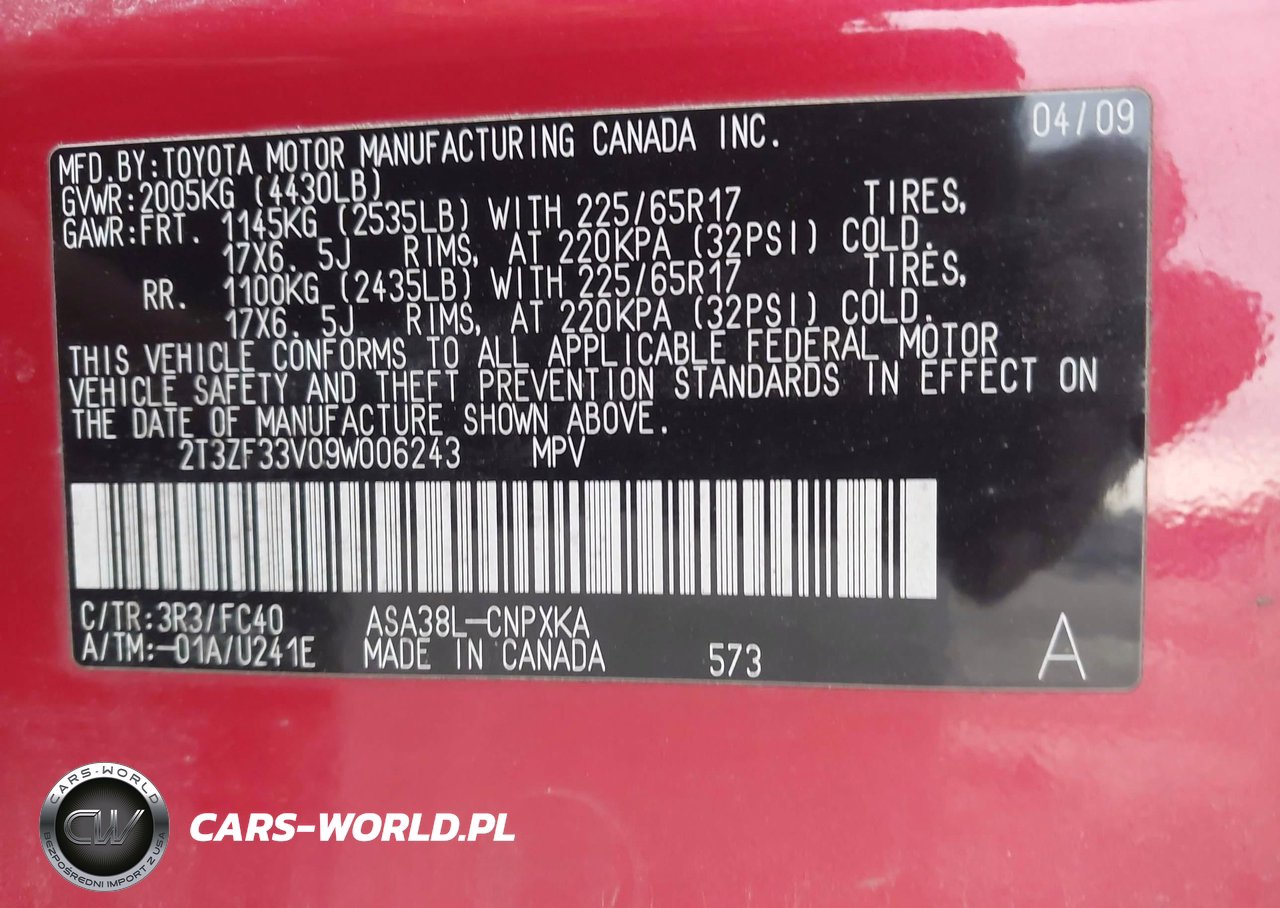 04/09
MFD.BY:TOYOTA MOTOR MANUFACTURING CANADA INC.
GVWR:2005KG (4430LB)
GAWR:FRT. 1145KG (2535LB) WITH 225/65R17 TIRES,
17X6. 5J RIMS, AT 220KPA (32PSI) COLD.
RR. 1100KG (2435LB) WITH 225/65R17 TIRES,
17X6. 5J RIMS, AT 220KPA (32PSI) COLD.
THIS VEHICLE CONFORMS TO ALL APPLICABLE FEDERAL MOTOR
VEHICLE SAFETY AND THEFT PREVENTION STANDARDS IN EFFECT ON
THE DATE OF MANUFACTURE SHOWN ABOVE.
2T3ZF33V09W006243 MPV
C/TR:3R3/FC40 ASA38L-CNPXKA
A/TM:-01A/U241E MADE IN CANADA 573 A
CARS-WORLD
CW
BEZPOŚREDNI IMPORT Z USA
CARS-WORLD.PL